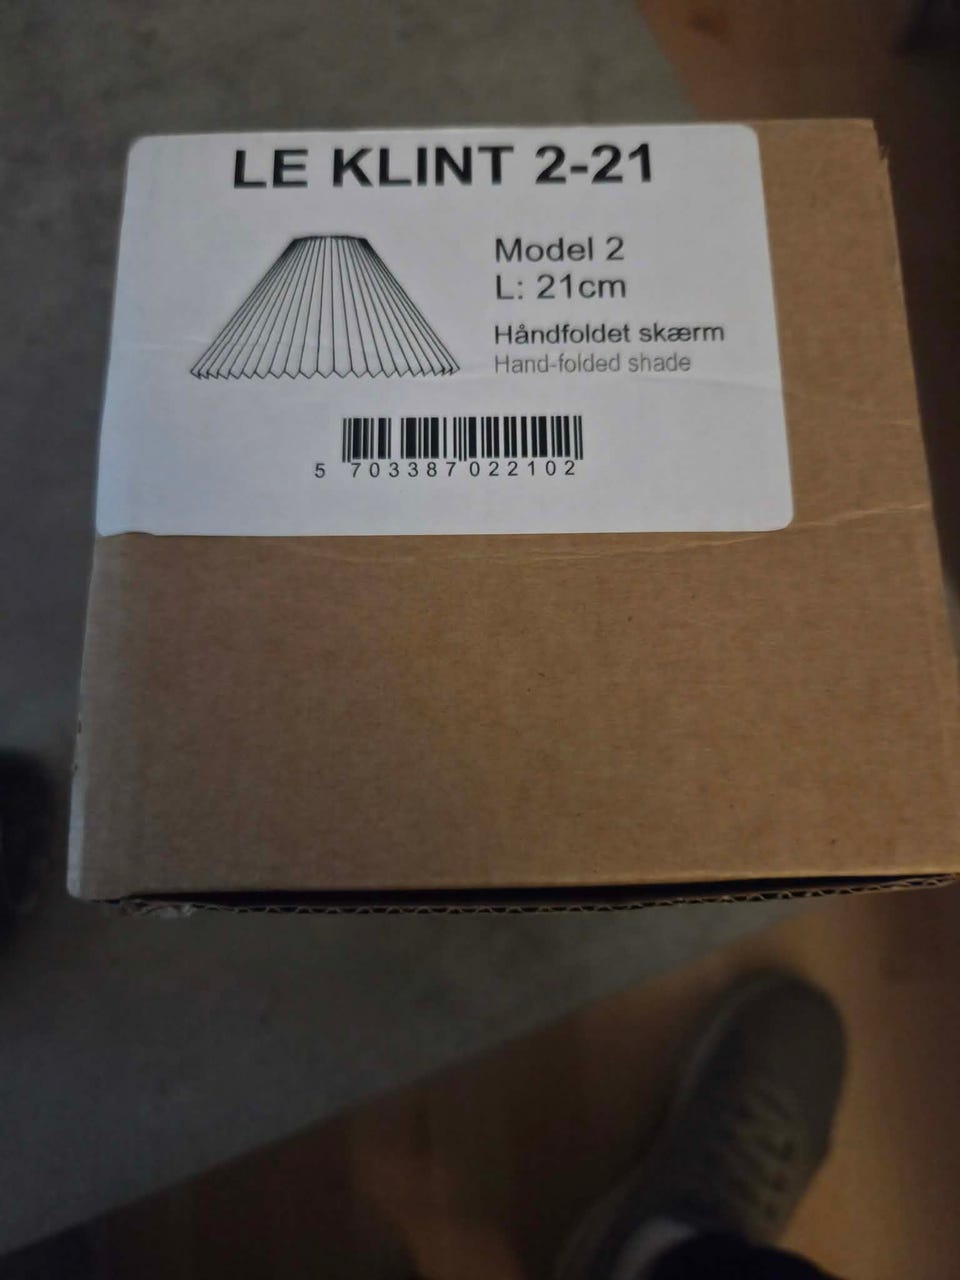 LE KLINT 2-21
Model 2
L: 21cm
Håndfoldet skærm
Hand-folded shade
5 703387 022102